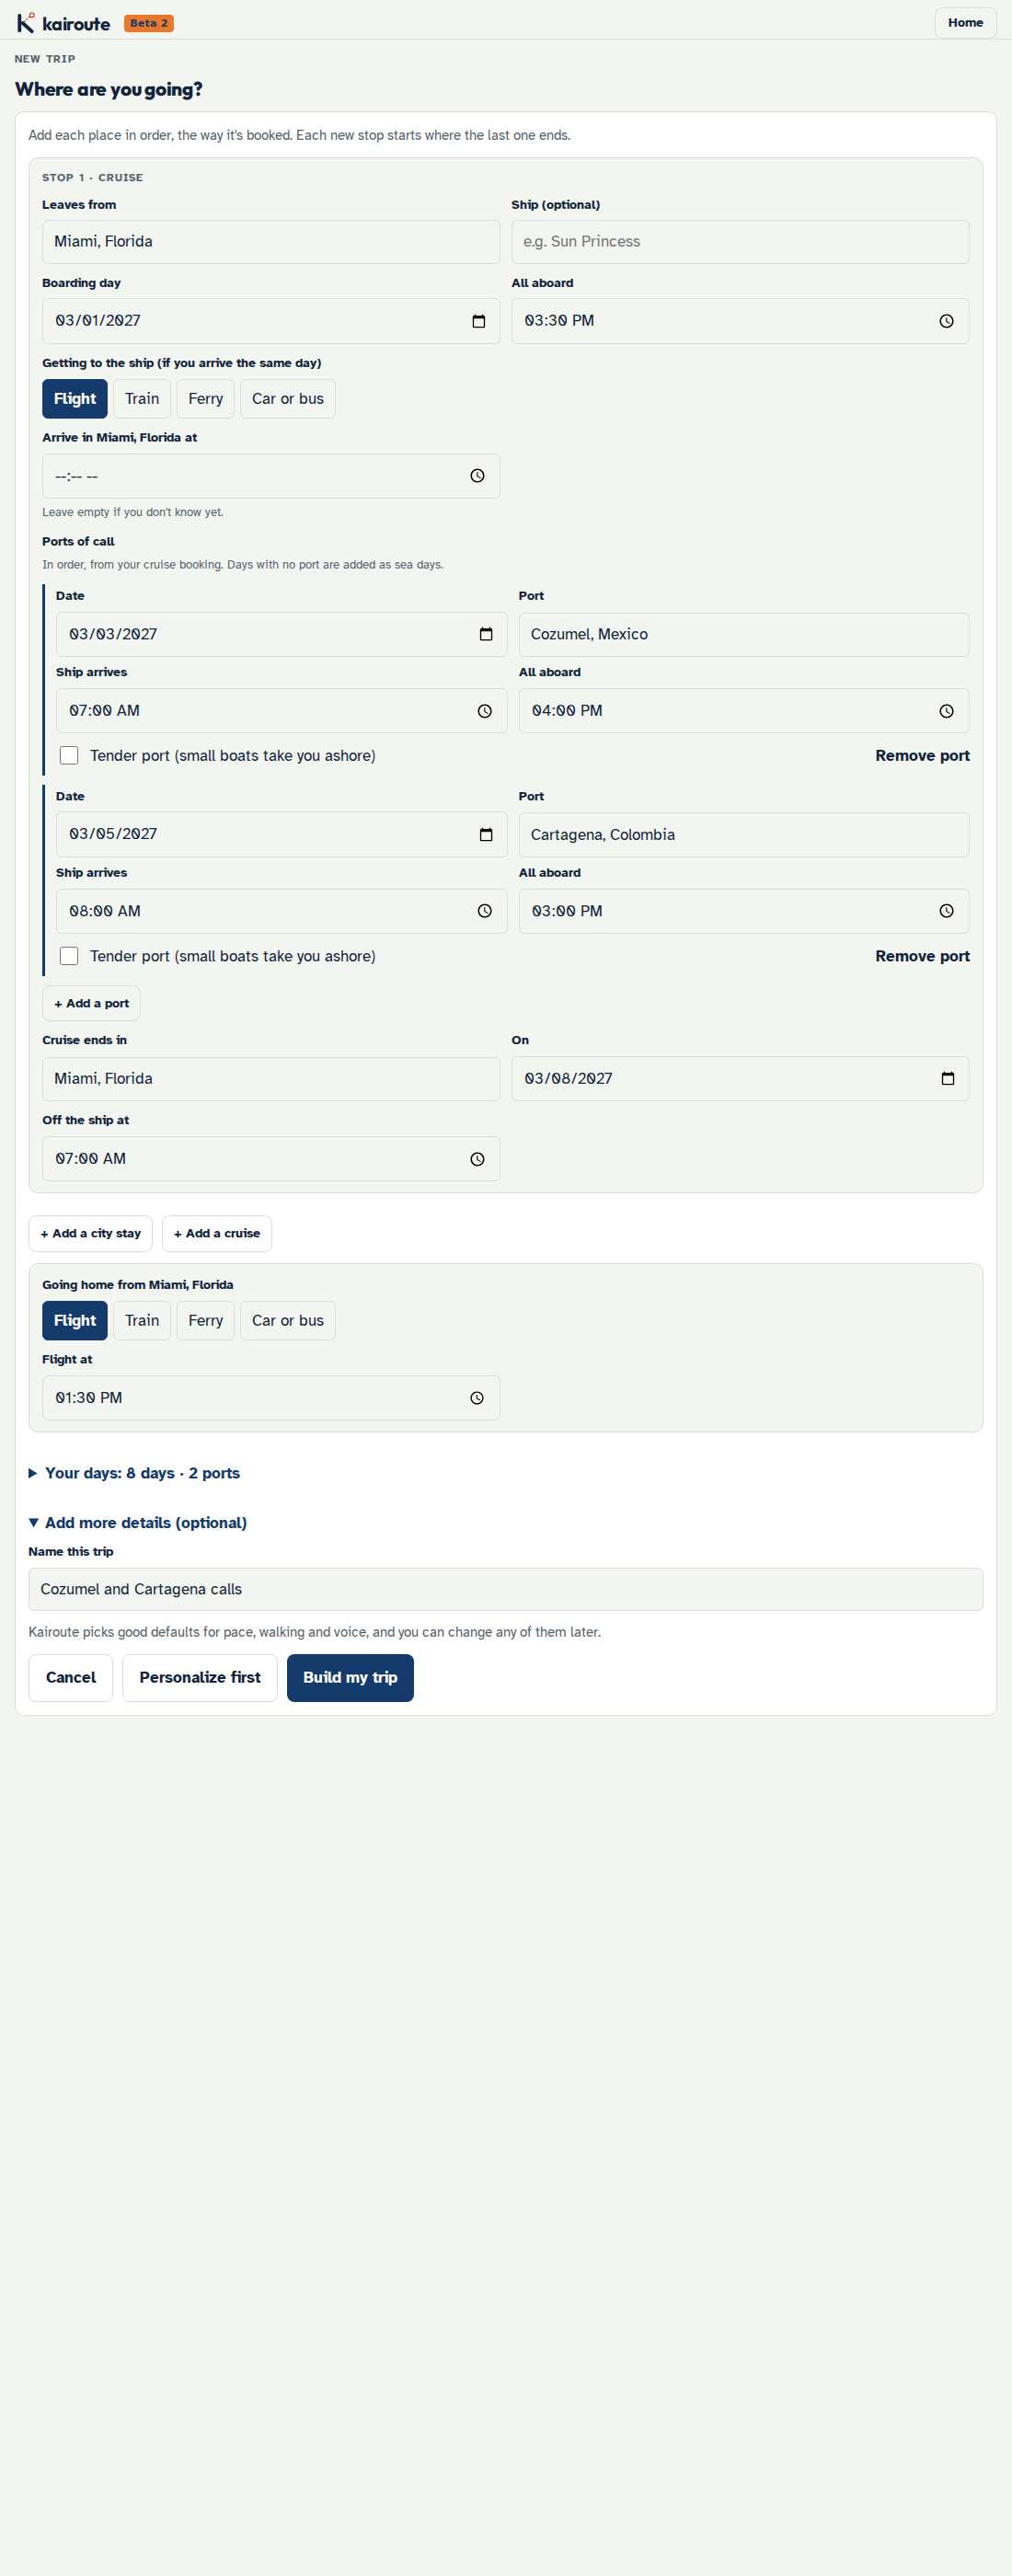 kairoute Beta 2 Home
NEW TRIP
Where are you going?
Add each place in order, the way it's booked. Each new stop starts where the last one ends.
STOP 1 · CRUISE
Leaves from Ship (optional)
Miami, Florida e.g. Sun Princess
Boarding day All aboard
03/01/2027 03:30 PM
Getting to the ship (if you arrive the same day)
Flight Train Ferry Car or bus
Arrive in Miami, Florida at
--:-- --
Leave empty if you don't know yet.
Ports of call
In order, from your cruise booking. Days with no port are added as sea days.
Date Port
03/03/2027 Cozumel, Mexico
Ship arrives All aboard
07:00 AM 04:00 PM
Tender port (small boats take you ashore) Remove port
Date Port
03/05/2027 Cartagena, Colombia
Ship arrives All aboard
08:00 AM 03:00 PM
Tender port (small boats take you ashore) Remove port
+ Add a port
Cruise ends in On
Miami, Florida 03/08/2027
Off the ship at
07:00 AM
+ Add a city stay + Add a cruise
Going home from Miami, Florida
Flight Train Ferry Car or bus
Flight at
01:30 PM
Your days: 8 days · 2 ports
Add more details (optional)
Name this trip
Cozumel and Cartagena calls
Kairoute picks good defaults for pace, walking and voice, and you can change any of them later.
Cancel Personalize first Build my trip